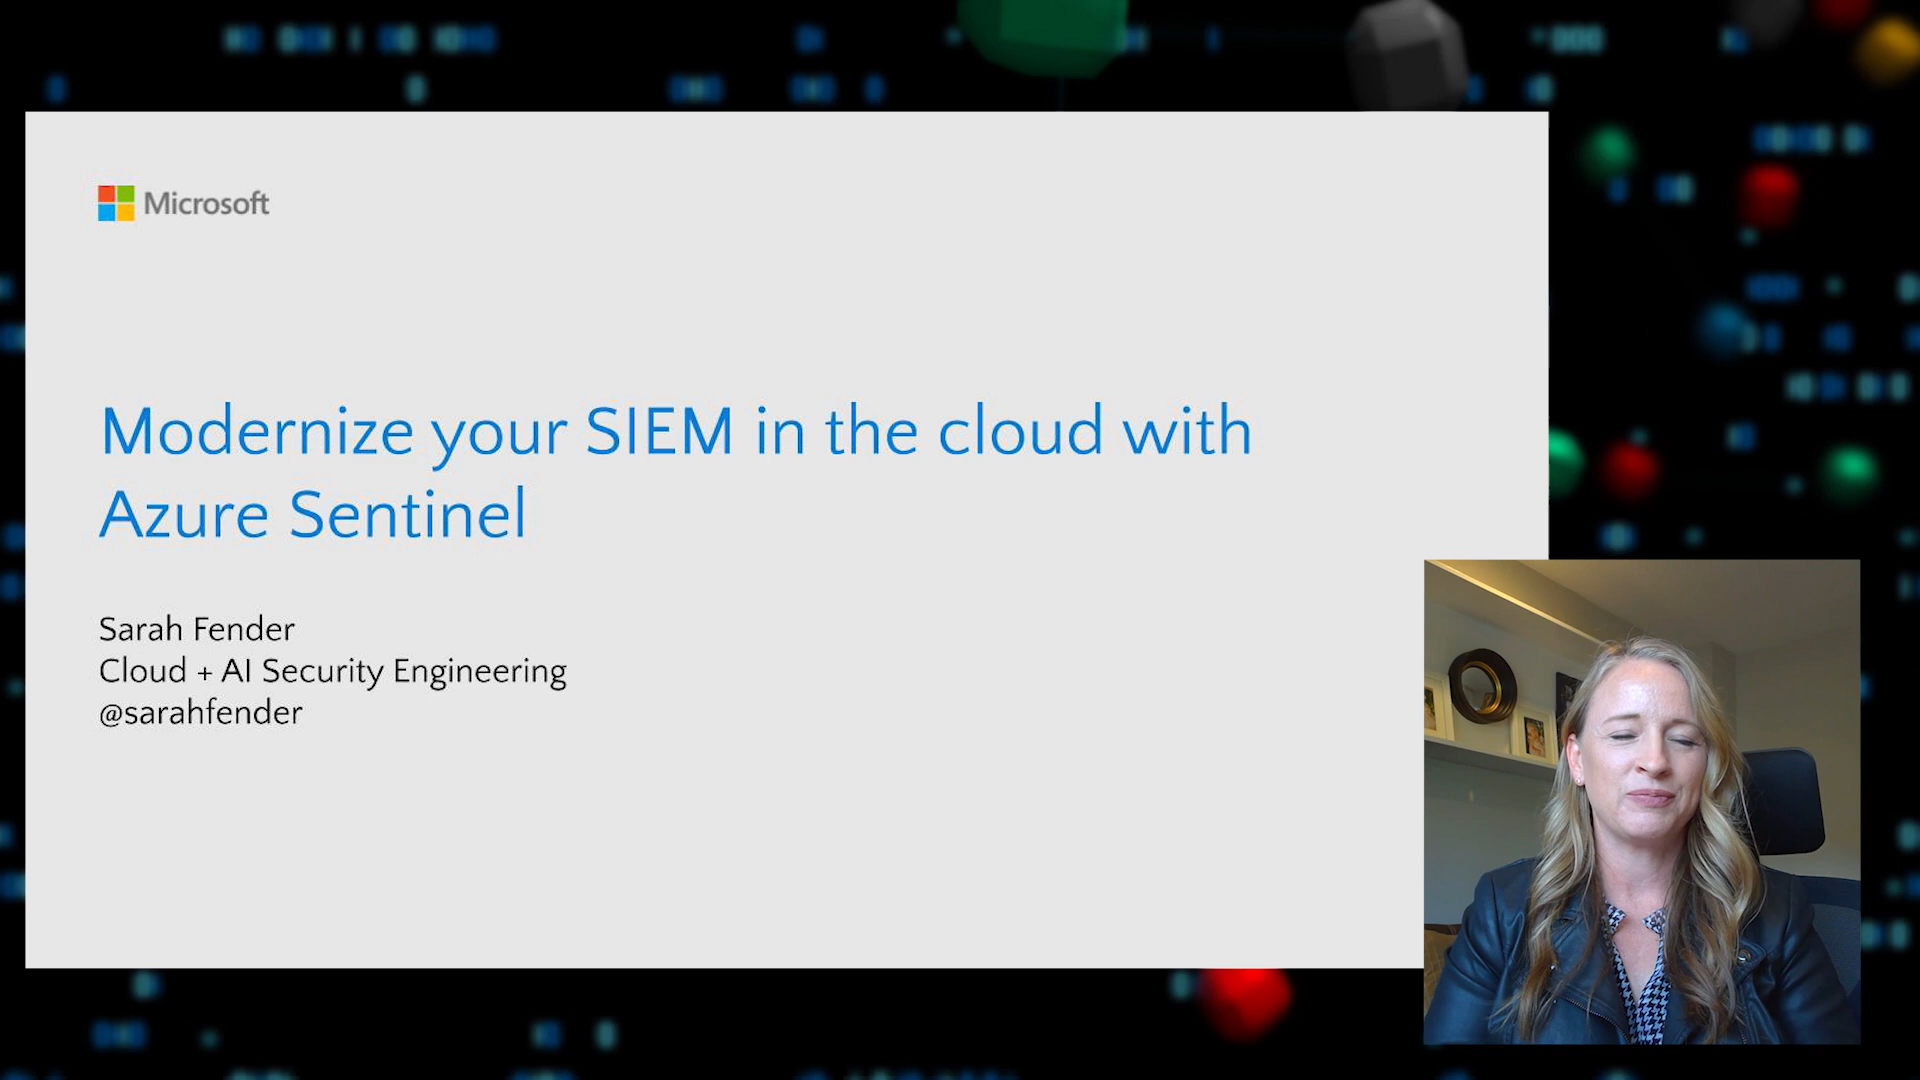 Microsoft
Modernize your SIEM in the cloud with
Azure Sentinel
Sarah Fender
Cloud + AI Security Engineering
@sarahfender